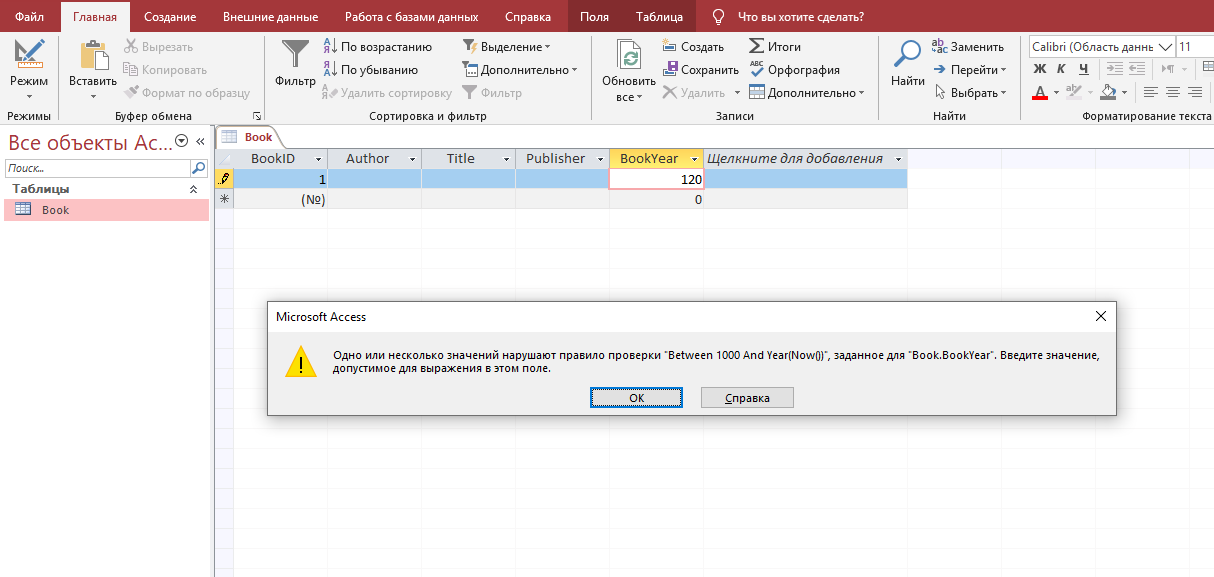 Файл Главная Создание Внешние данные Работа с базами данных Справка Поля Таблица Что вы хотите сделать?
Режим
Режимы
Вставить
Вырезать
Копировать
Формат по образцу
Буфер обмена
Фильтр
По возрастанию
По убыванию
Удалить сортировку
Выделение
Дополнительно
Фильтр
Сортировка и фильтр
Обновить
все
Создать
Сохранить
Удалить
Итоги
Орфография
Дополнительно
Записи
Найти
Заменить
Перейти
Выбрать
Найти
Calibri (Область данны 11
Ж К Ч
Форматирование текста
Все объекты Ac...
Поиск...
Таблицы
Book
Book
BookID Author Title Publisher BookYear Щелкните для добавления
1 120
(№) 0
Microsoft Access
Одно или несколько значений нарушают правило проверки "Between 1000 And Year(Now())", заданное для "Book.BookYear". Введите значение,
допустимое для выражения в этом поле.
OK Справка